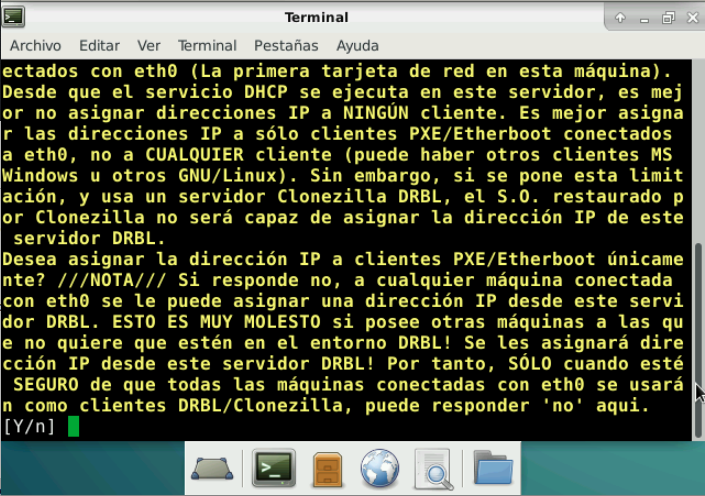 Terminal
Archivo Editar Ver Terminal Pestañas Ayuda
ectados con eth0 (La primera tarjeta de red en esta máquina).
Desde que el servicio DHCP se ejecuta en este servidor, es mej
or no asignar direcciones IP a NINGÚN cliente. Es mejor asigna
r las direcciones IP a sólo clientes PXE/Etherboot conectados
a eth0, no a CUALQUIER cliente (puede haber otros clientes MS
Windows u otros GNU/Linux). Sin embargo, si se pone esta limit
ación, y usa un servidor Clonezilla DRBL, el S.O. restaurado p
or Clonezilla no será capaz de asignar la dirección IP de este
servidor DRBL.
Desea asignar la dirección IP a clientes PXE/Etherboot únicame
nte? ///NOTA/// Si responde no, a cualquier máquina conectada
con eth0 se le puede asignar una dirección IP desde este servi
dor DRBL. ESTO ES MUY MOLESTO si posee otras máquinas a las qu
e no quiere que estén en el entorno DRBL! Se les asignará dire
cción IP desde este servidor DRBL! Por tanto, SÓLO cuando esté
SEGURO de que todas las máquinas conectadas con eth0 se usará
n como clientes DRBL/Clonezilla, puede responder 'no' aqui.
[Y/n]